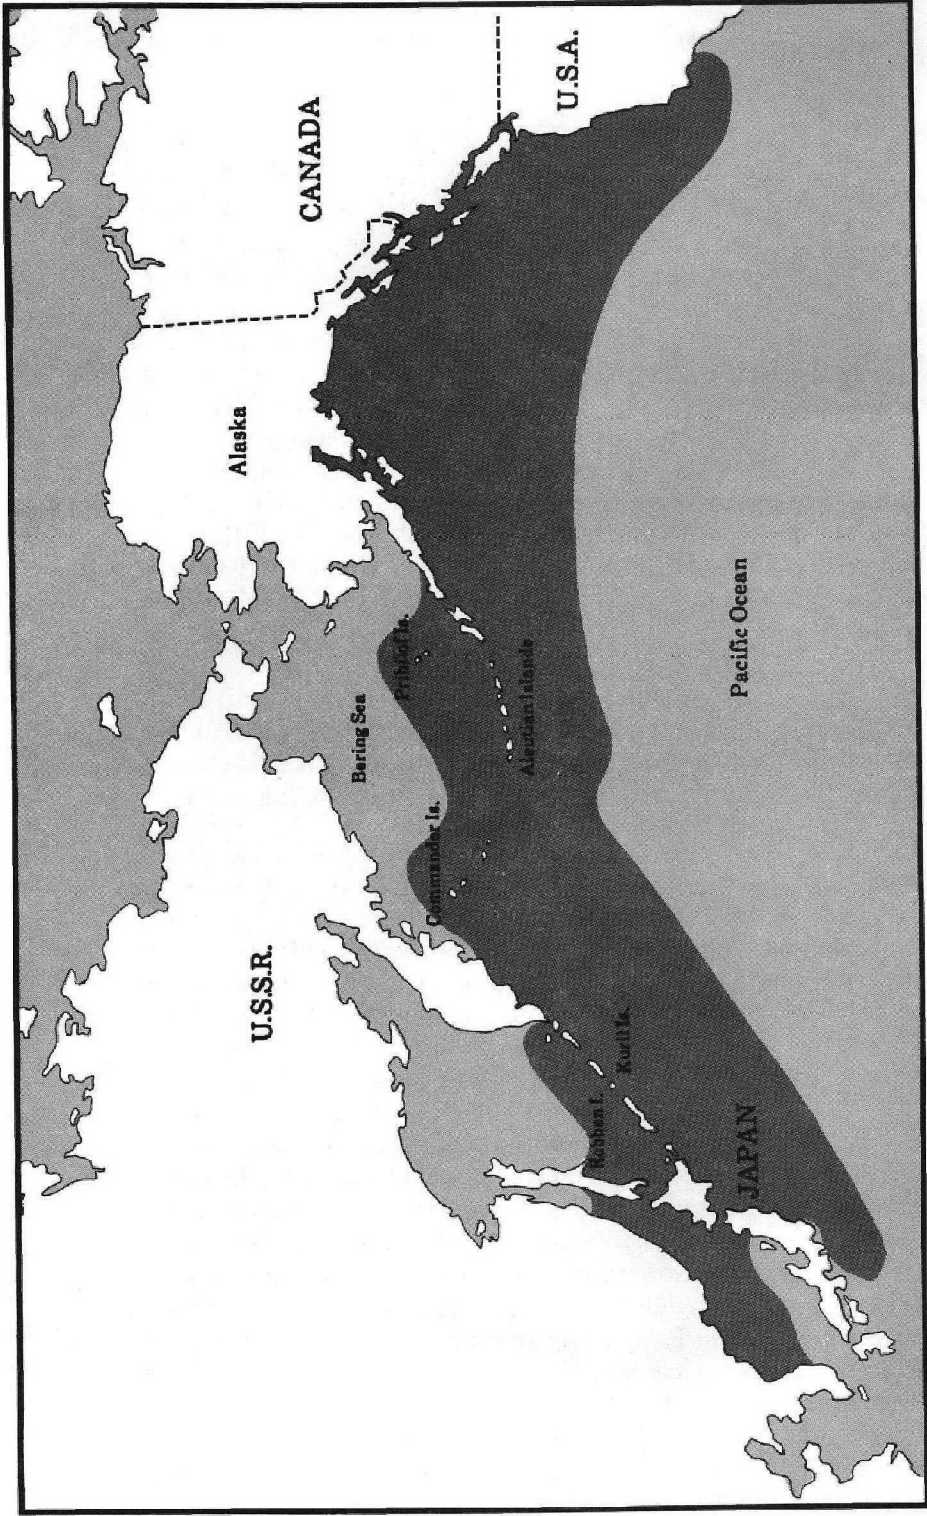 U.S.S.R.
Alaska
CANADA
U.S.A.
Bering Sea
Pribilof Is.
Commander Is.
Aleutian Islands
Robben I.
Kuril Is.
JAPAN
Pacific Ocean